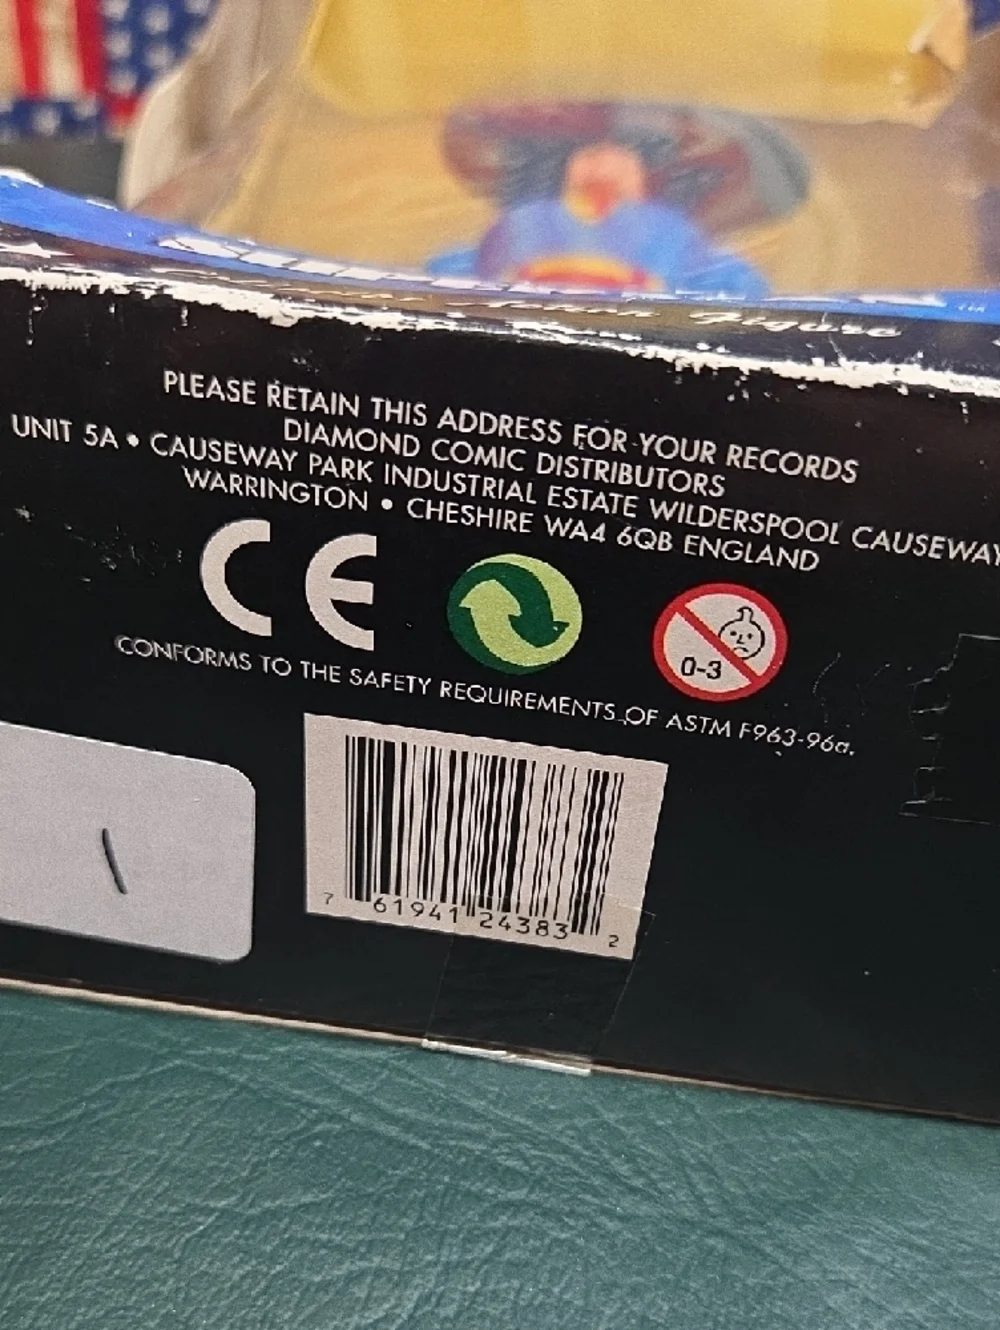 Figure
PLEASE RETAIN THIS ADDRESS FOR YOUR RECORDS
DIAMOND COMIC DISTRIBUTORS
UNIT 5A • CAUSEWAY PARK INDUSTRIAL ESTATE WILDERSPOOL CAUSEWAY
WARRINGTON • CHESHIRE WA4 6QB ENGLAND
CE
0-3
CONFORMS TO THE SAFETY REQUIREMENTS OF ASTM F963-96a.
7 61941 24383 2